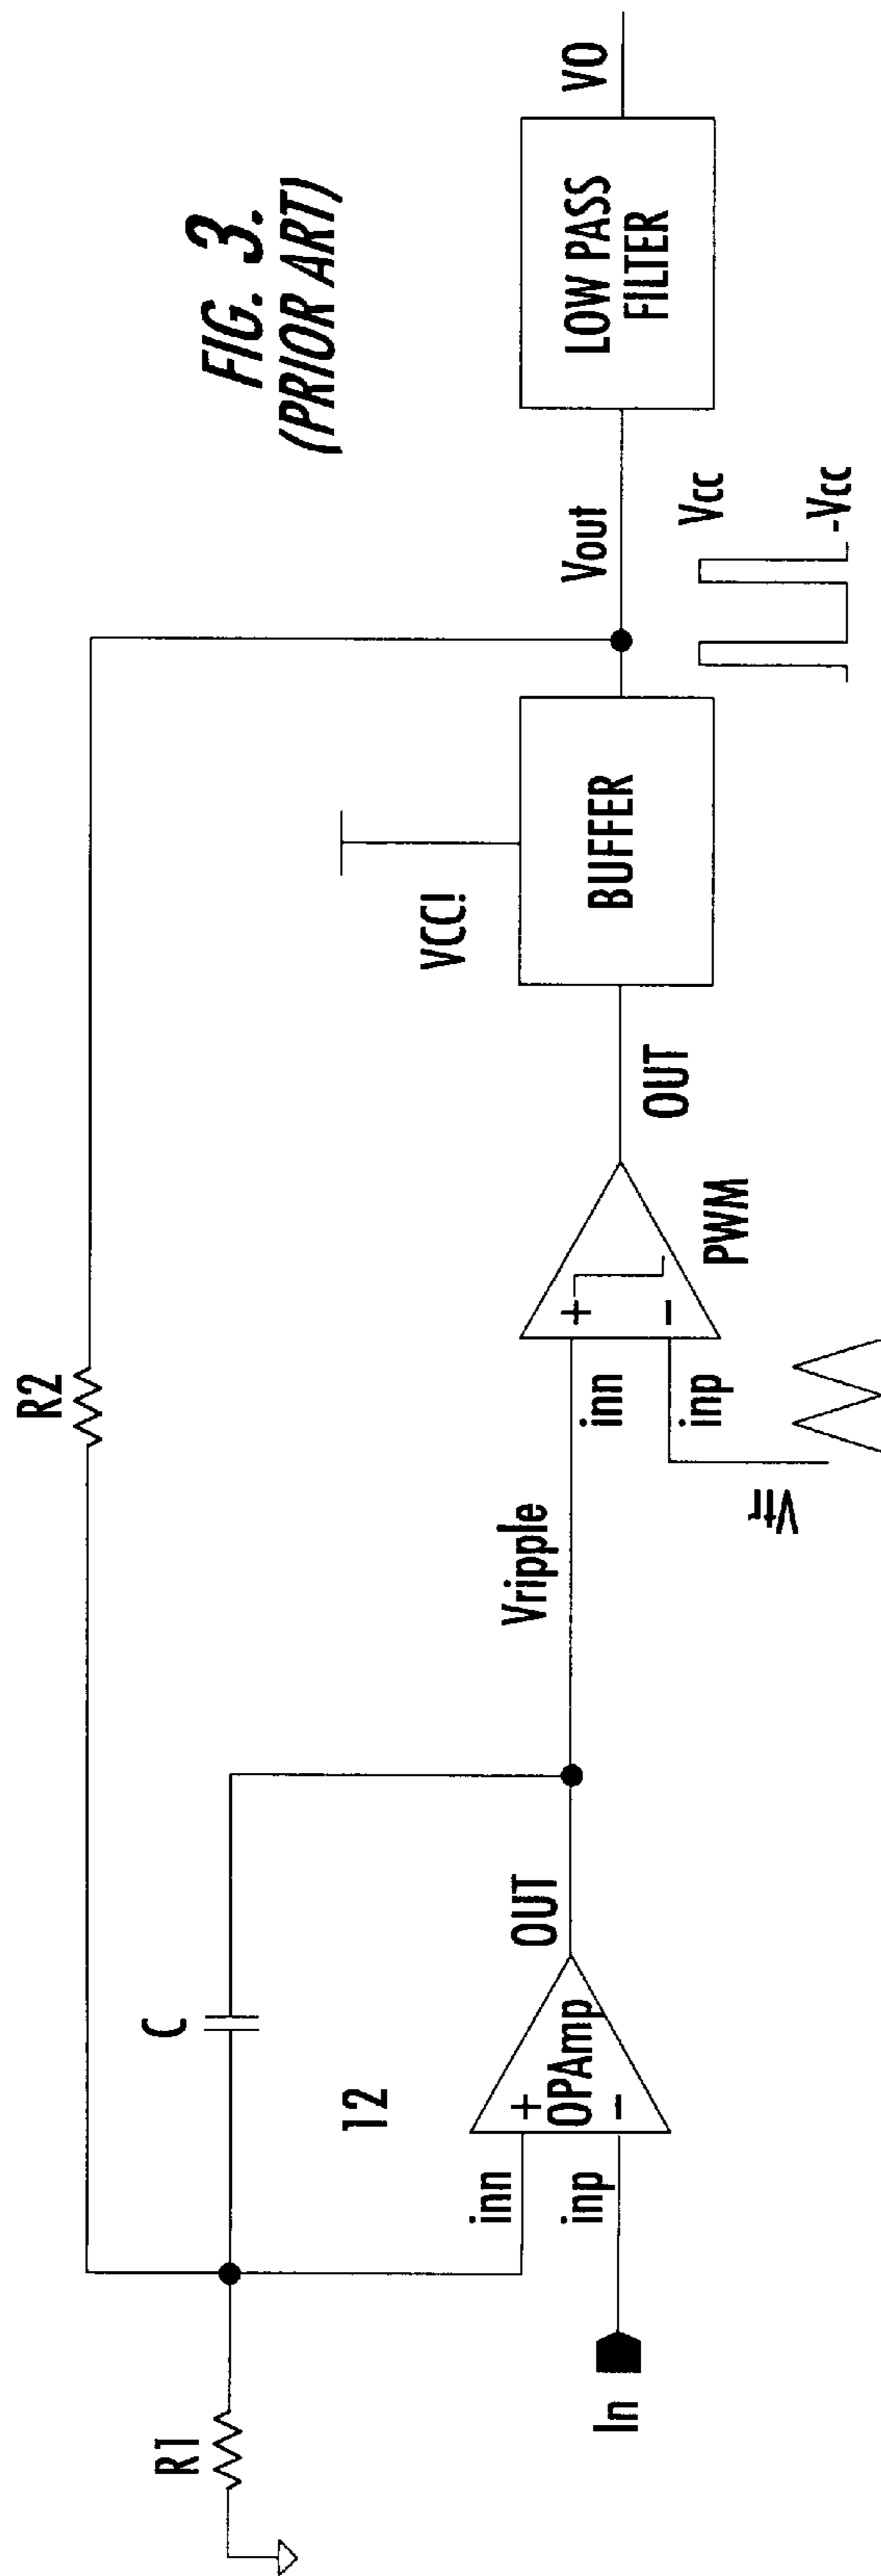 FIG. 3.
(PRIOR ART)
R2
C
12
R1
inn
inp
+
OPAmp
−
OUT
In
Vripple
inn
inp
+
−
PWM
Vtr
OUT
VCC!
BUFFER
Vout
Vcc
-Vcc
LOW PASS
FILTER
VO